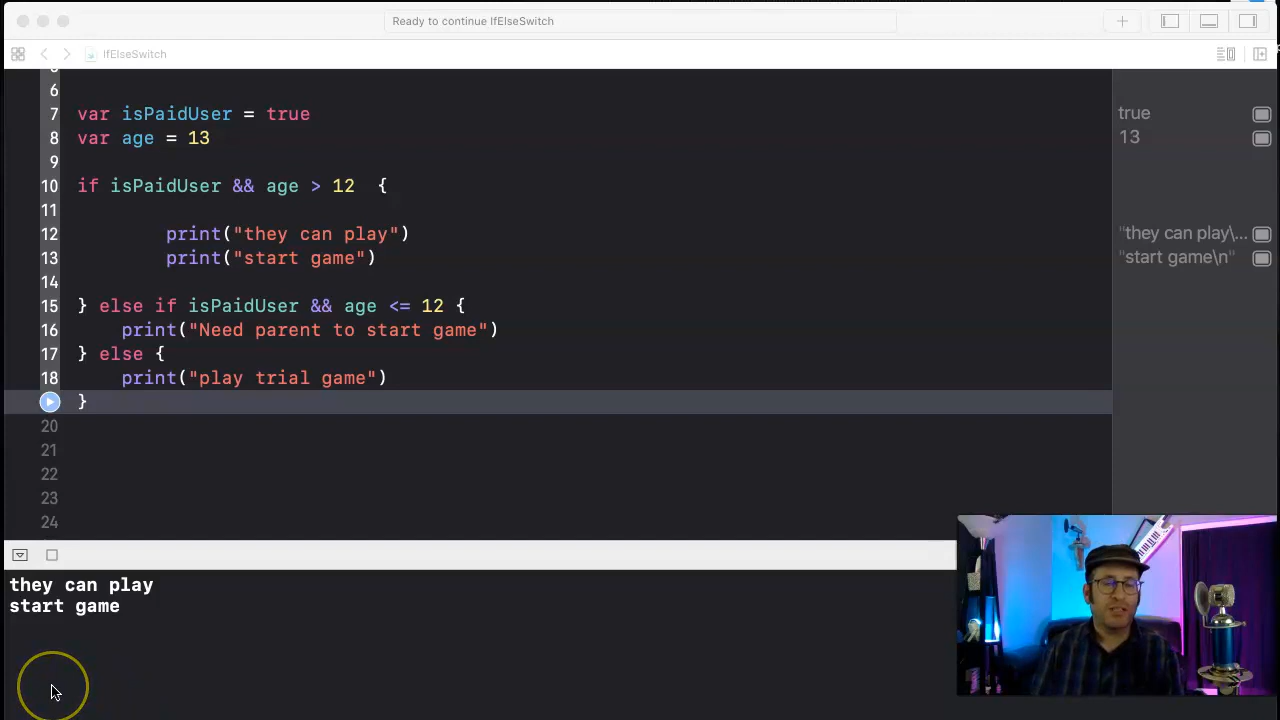 Ready to continue IfElseSwitch
IfElseSwitch
6
7 var isPaidUser = true true
8 var age = 13 13
9
10 if isPaidUser && age > 12  {
11
12 print("they can play") "they can play\...
13 print("start game") "start game\n"
14
15 } else if isPaidUser && age <= 12 {
16 print("Need parent to start game")
17 } else {
18 print("play trial game")
}
20
21
22
23
24
they can play
start game